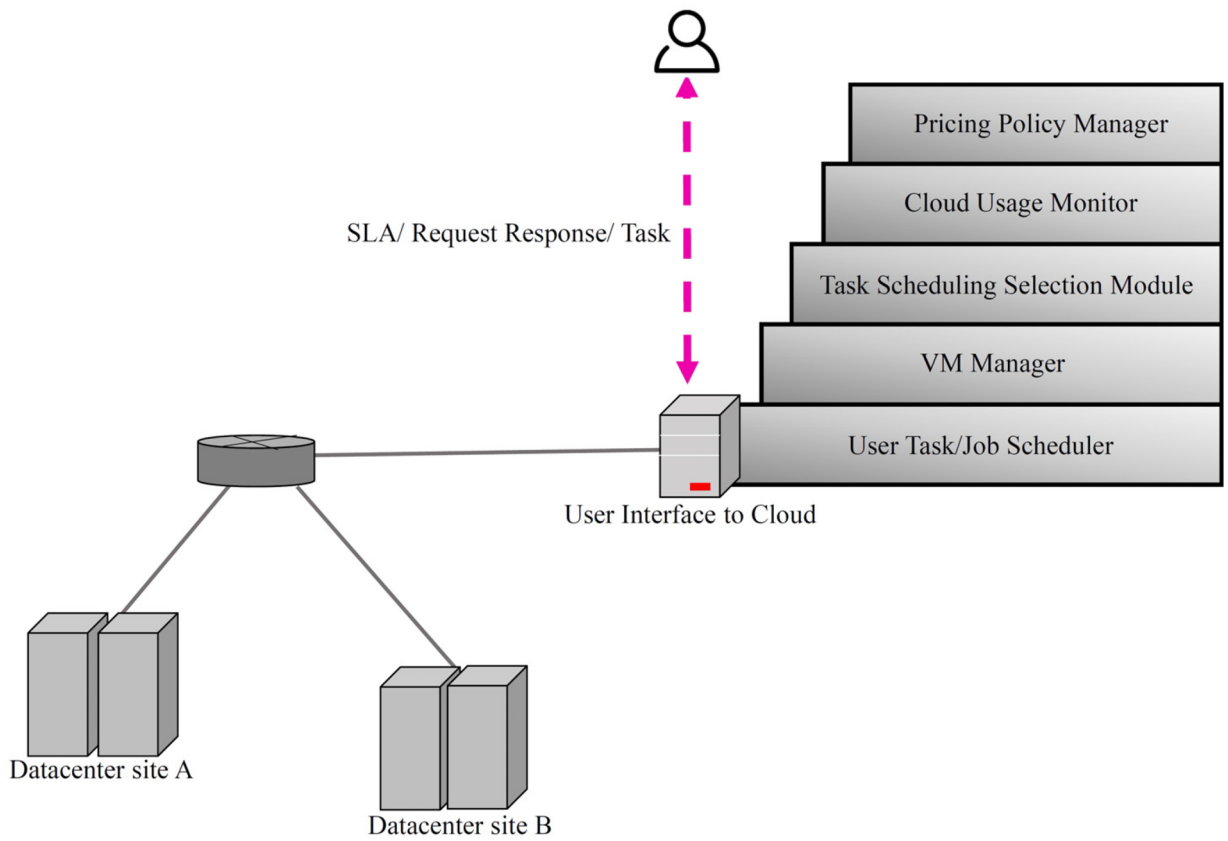 Pricing Policy Manager
Cloud Usage Monitor
SLA/ Request Response/ Task
Task Scheduling Selection Module
VM Manager
User Task/Job Scheduler
User Interface to Cloud
Datacenter site A
Datacenter site B